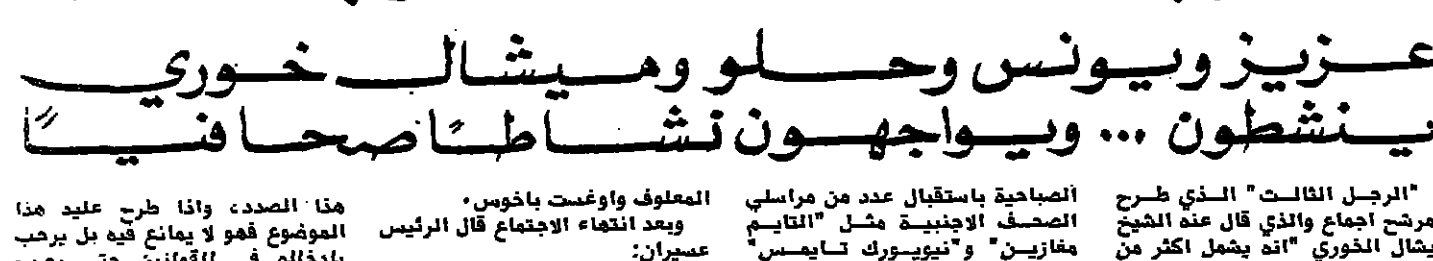 عزيز ويونس وحلو وميشال خوري
ينشطون ... ويواجهون نشاطاً صحافياً
"الرجل الثالث" الذي طرح
مرشح اجماع والذي قال عنه الشيخ
يشال الخوري "انه يشمل اكثر من
الصباحية باستقبال عدد من مراسلي
الصحف الاجنبية مثل "التايم
مغازين" و"نيويورك تايمس"
المعلوف واوغست باخوس.
وبعد انتهاء الاجتماع قال الرئيس
عسيران:
هذا الصدد، واذا طرح عليه هذا
الموضوع فهو لا يمانع فيه بل يرحب